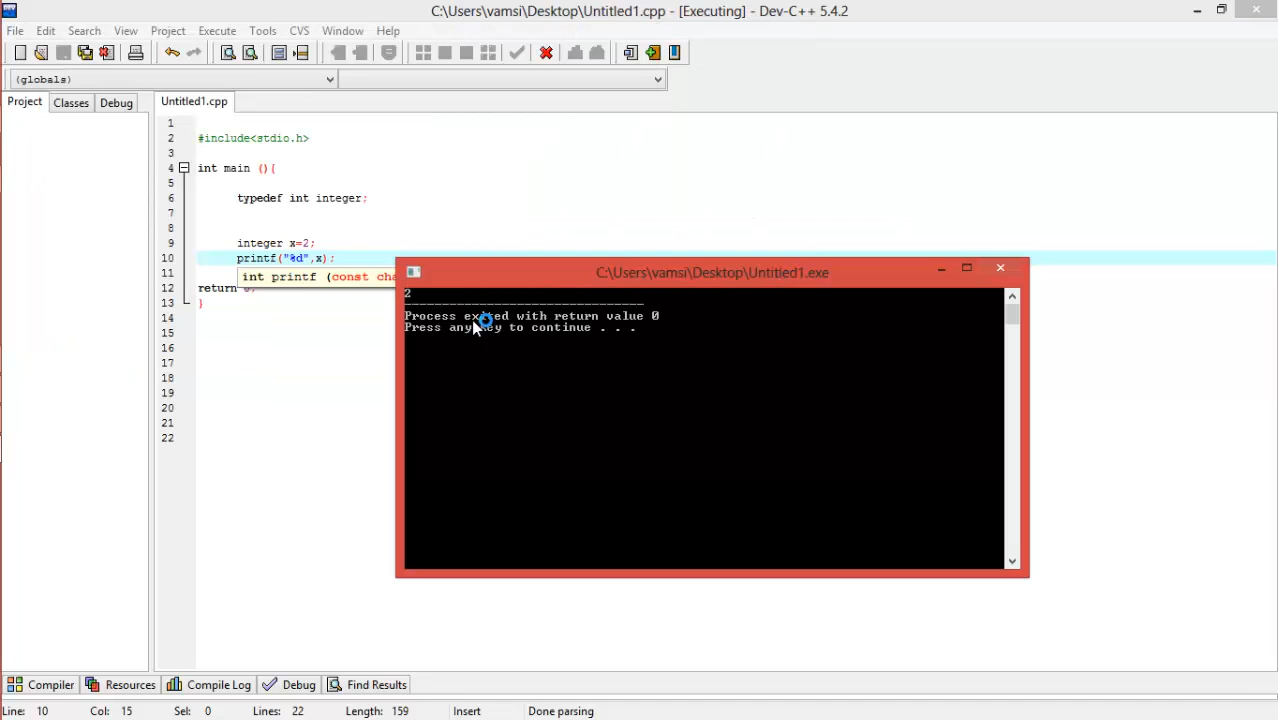 C:\Users\vamsi\Desktop\Untitled1.cpp - [Executing] - Dev-C++ 5.4.2
File Edit Search View Project Execute Tools CVS Window Help
(globals)
Project Classes Debug Untitled1.cpp
1
2 #include<stdio.h>
3
4 int main (){
5
6 typedef int integer;
7
8
9 integer x=2;
10 printf("%d",x);
11 int printf (const cha
12 return 0;
13 }
14
15
16
17
18
19
20
21
22
C:\Users\vamsi\Desktop\Untitled1.exe
2
--------------------------------
Process exited with return value 0
Press any key to continue . . .
Compiler Resources Compile Log Debug Find Results
Line: 10 Col: 15 Sel: 0 Lines: 22 Length: 159 Insert Done parsing